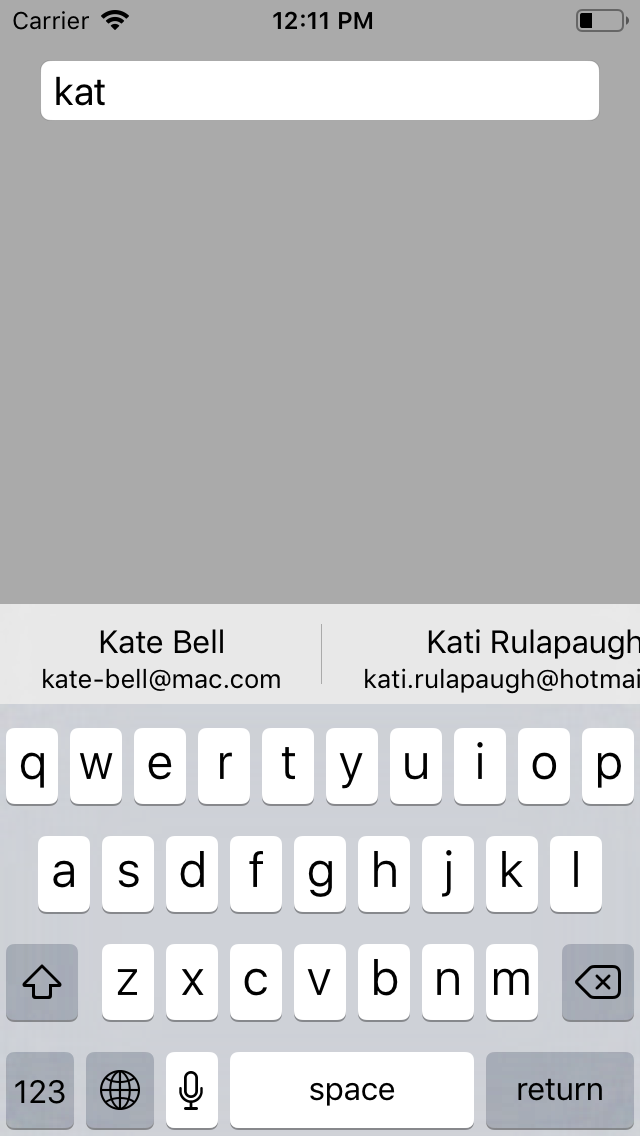 Carrier 12:11 PM
kat
Kate Bell Kati Rulapaugh
kate-bell@mac.com kati.rulapaugh@hotmai
q w e r t y u i o p
a s d f g h j k l
z x c v b n m
123 space return